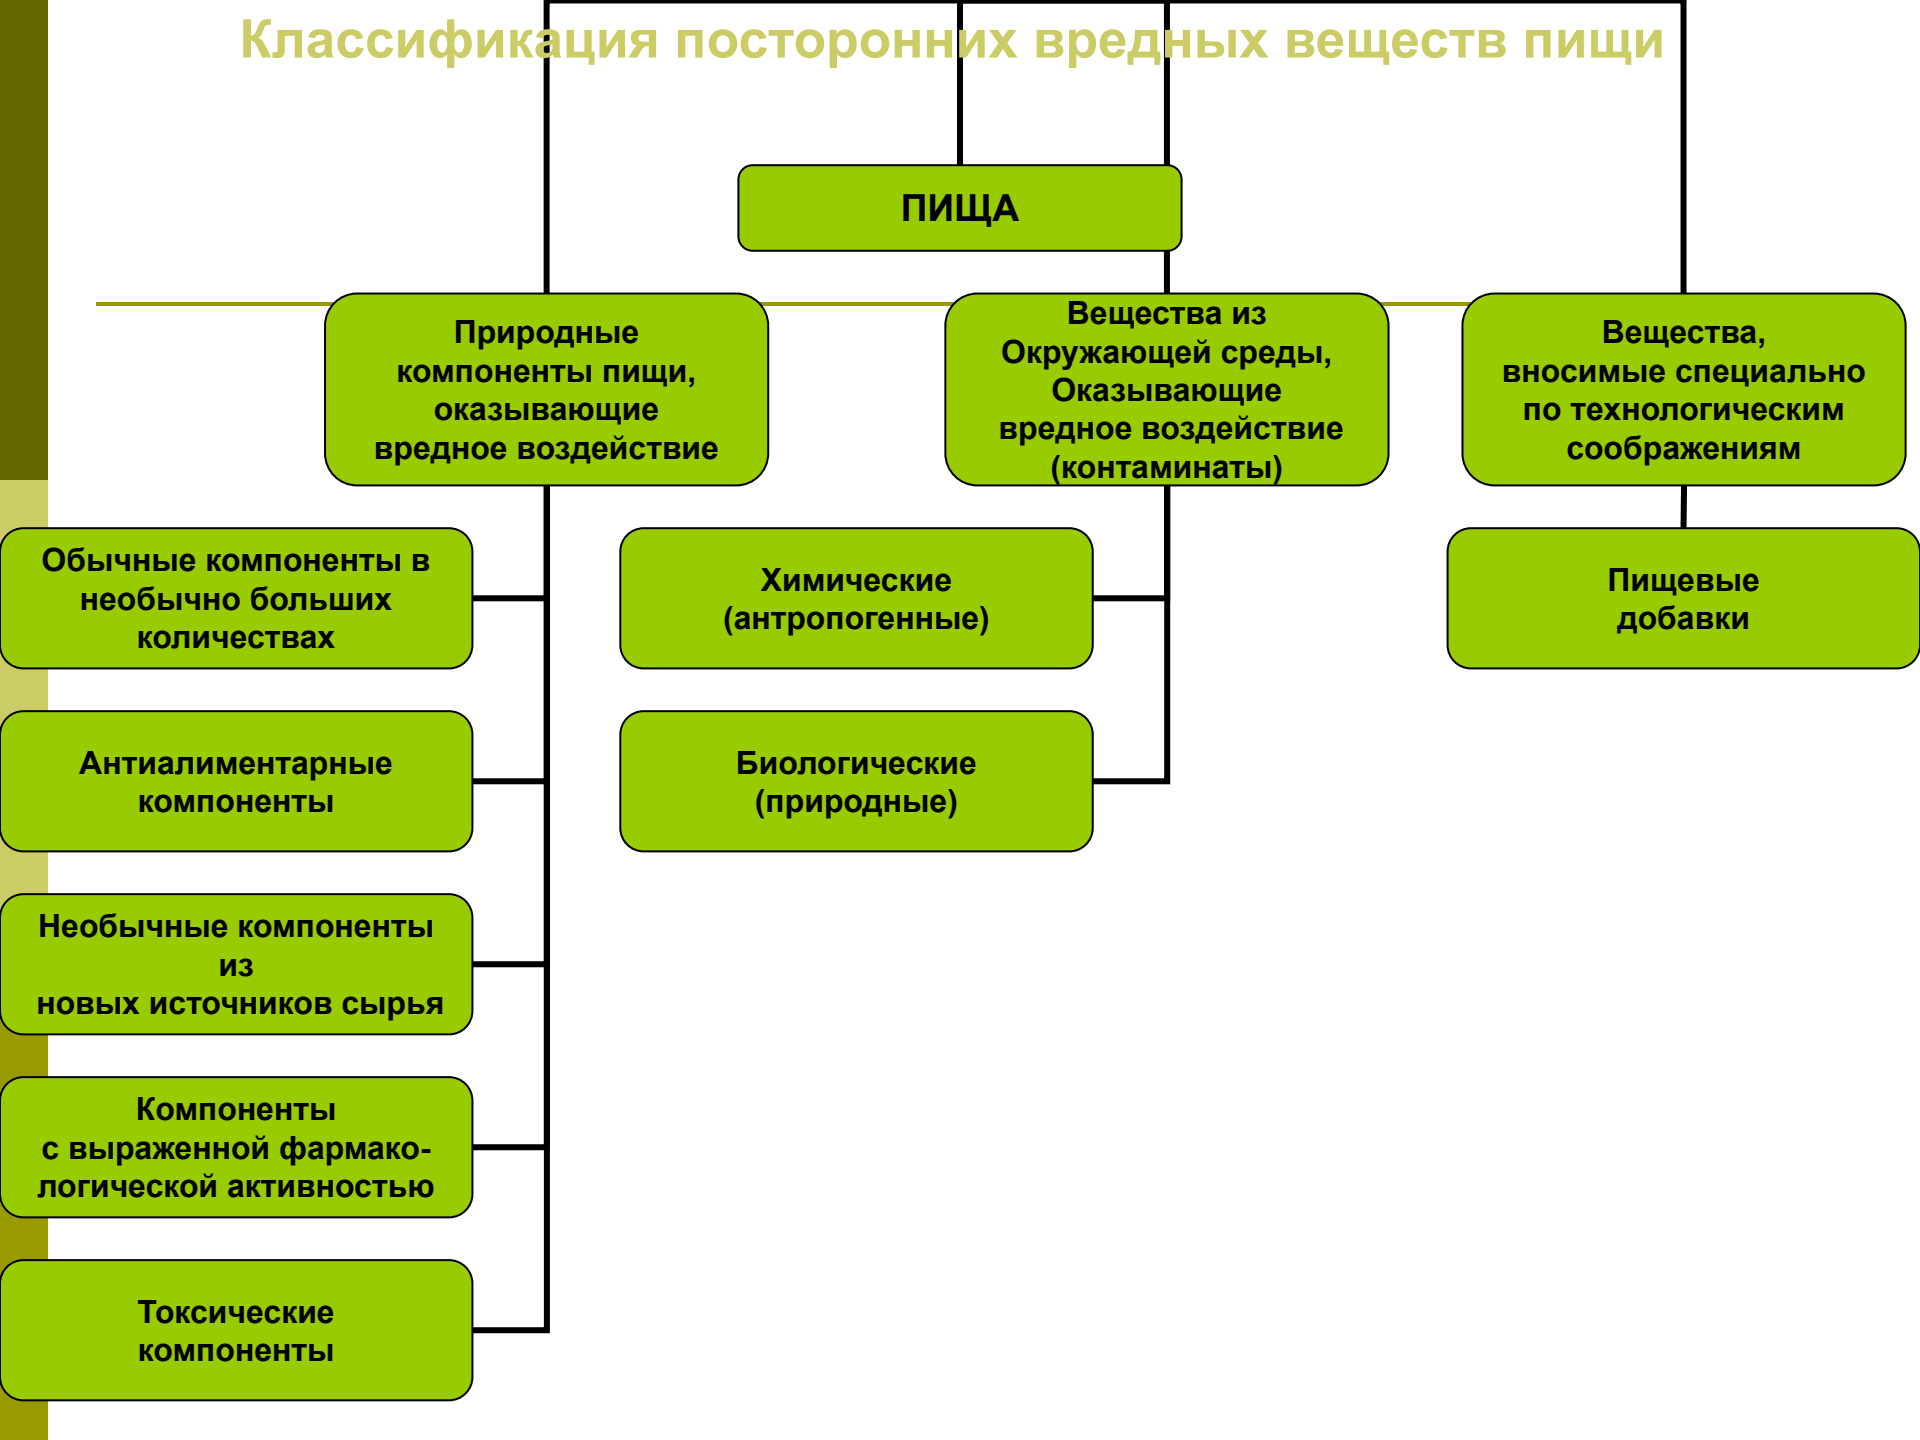 Классификация посторонних вредных веществ пищи
ПИЩА
Природные
компоненты пищи,
оказывающие
вредное воздействие
Вещества из
Окружающей среды,
Оказывающие
вредное воздействие
(контаминаты)
Вещества,
вносимые специально
по технологическим
соображениям
Обычные компоненты в
необычно больших
количествах
Химические
(антропогенные)
Пищевые
добавки
Антиалиментарные
компоненты
Биологические
(природные)
Необычные компоненты
из
новых источников сырья
Компоненты
с выраженной фармако-
логической активностью
Токсические
компоненты